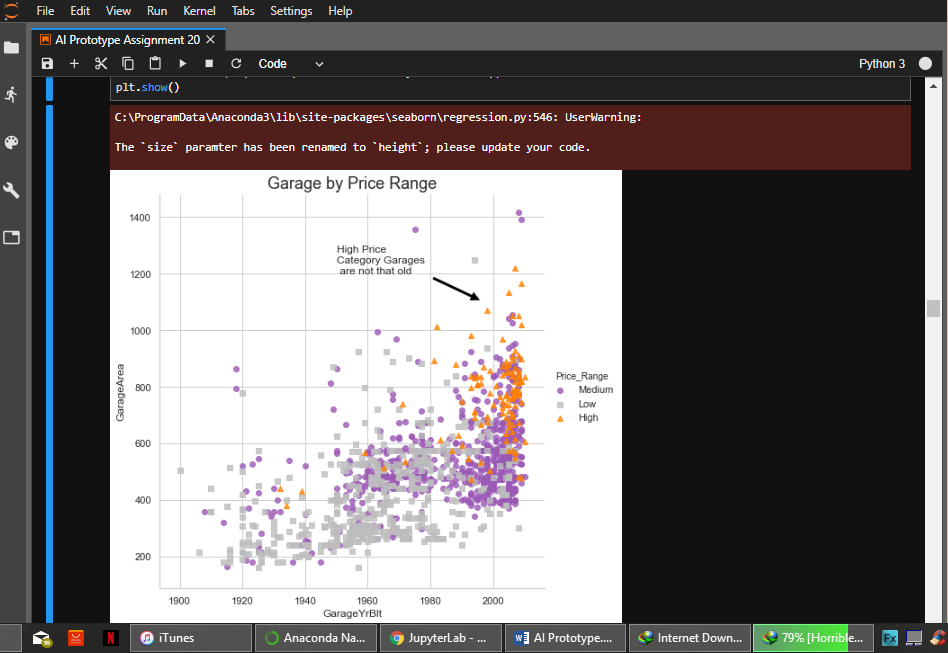 File Edit View Run Kernel Tabs Settings Help
AI Prototype Assignment 20
Code
Python 3
plt.show()
C:\ProgramData\Anaconda3\lib\site-packages\seaborn\regression.py:546: UserWarning:
The `size` paramter has been renamed to `height`; please update your code.
Garage by Price Range
1400
1200
1000
800
600
400
200
GarageArea
High Price
Category Garages
are not that old
Price_Range
Medium
Low
High
1900 1920 1940 1960 1980 2000
GarageYrBlt
99 N iTunes Anaconda Na... JupyterLab - ... W AI Prototype.... Internet Down... 79% [Horrible... Fx